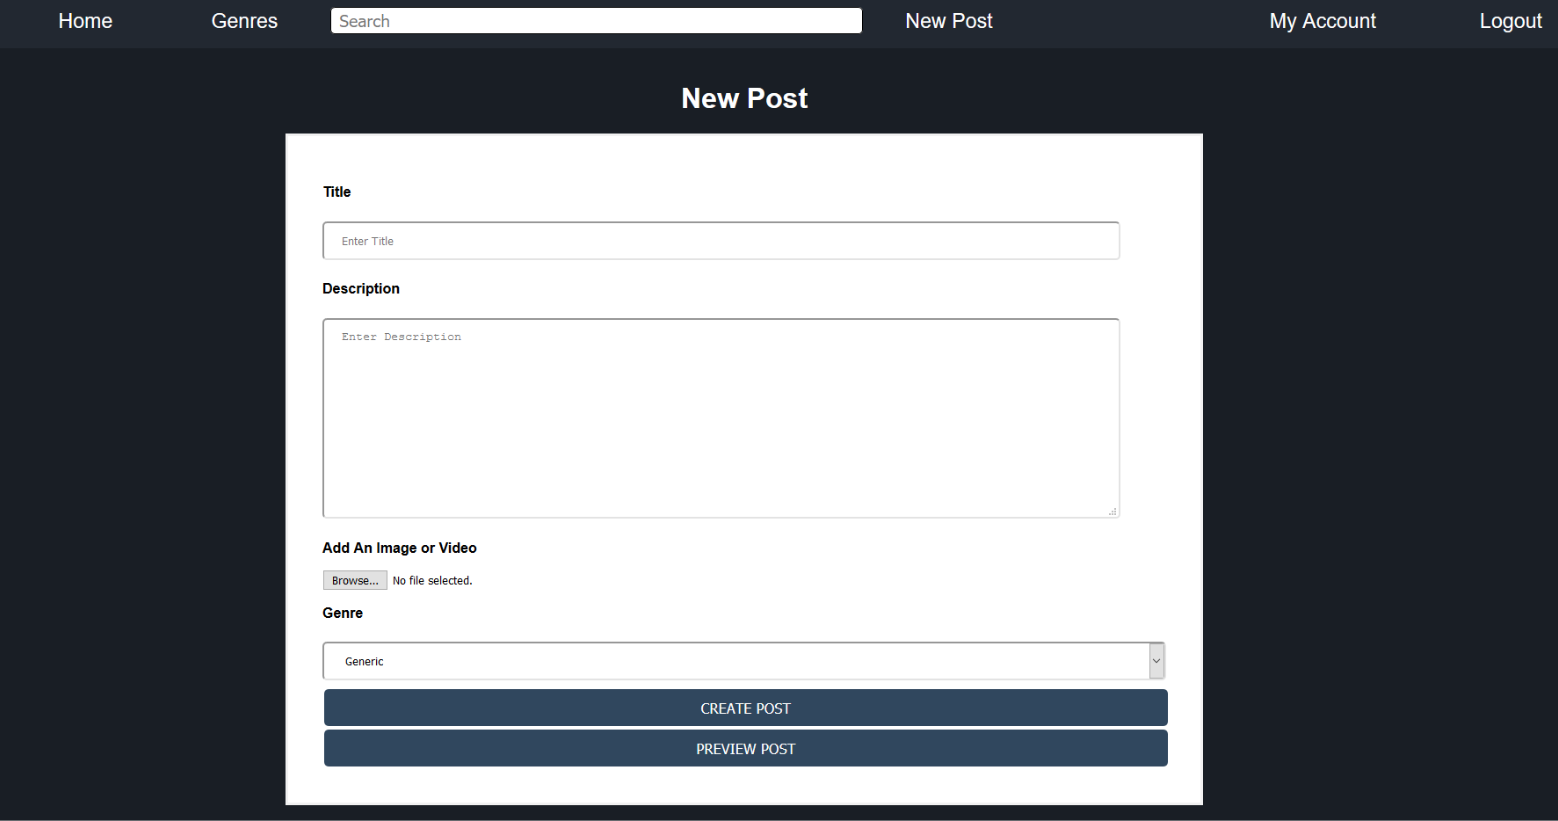 Home Genres Search New Post My Account Logout
New Post
Title
Enter Title
Description
Enter Description
Add An Image or Video
Browse... No file selected.
Genre
Generic
CREATE POST
PREVIEW POST